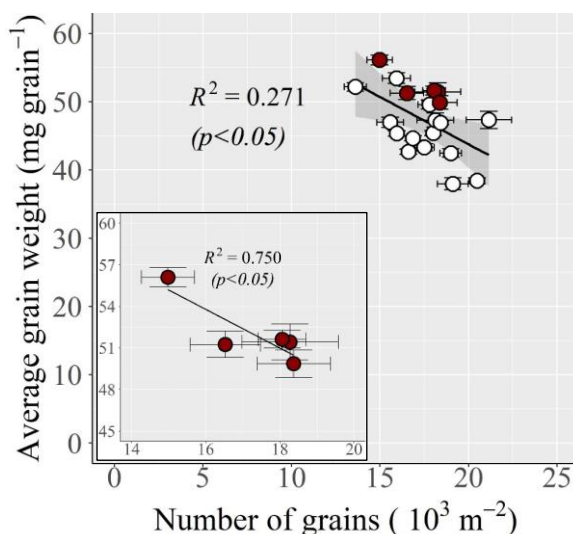 Average grain weight (mg grain⁻¹)
60
50
40
30
20
10
0
R² = 0.271
(p<0.05)
60
57
54
51
48
45
R² = 0.750
(p<0.05)
14 16 18 20
0 5 10 15 20 25
Number of grains ( 10³ m⁻²)